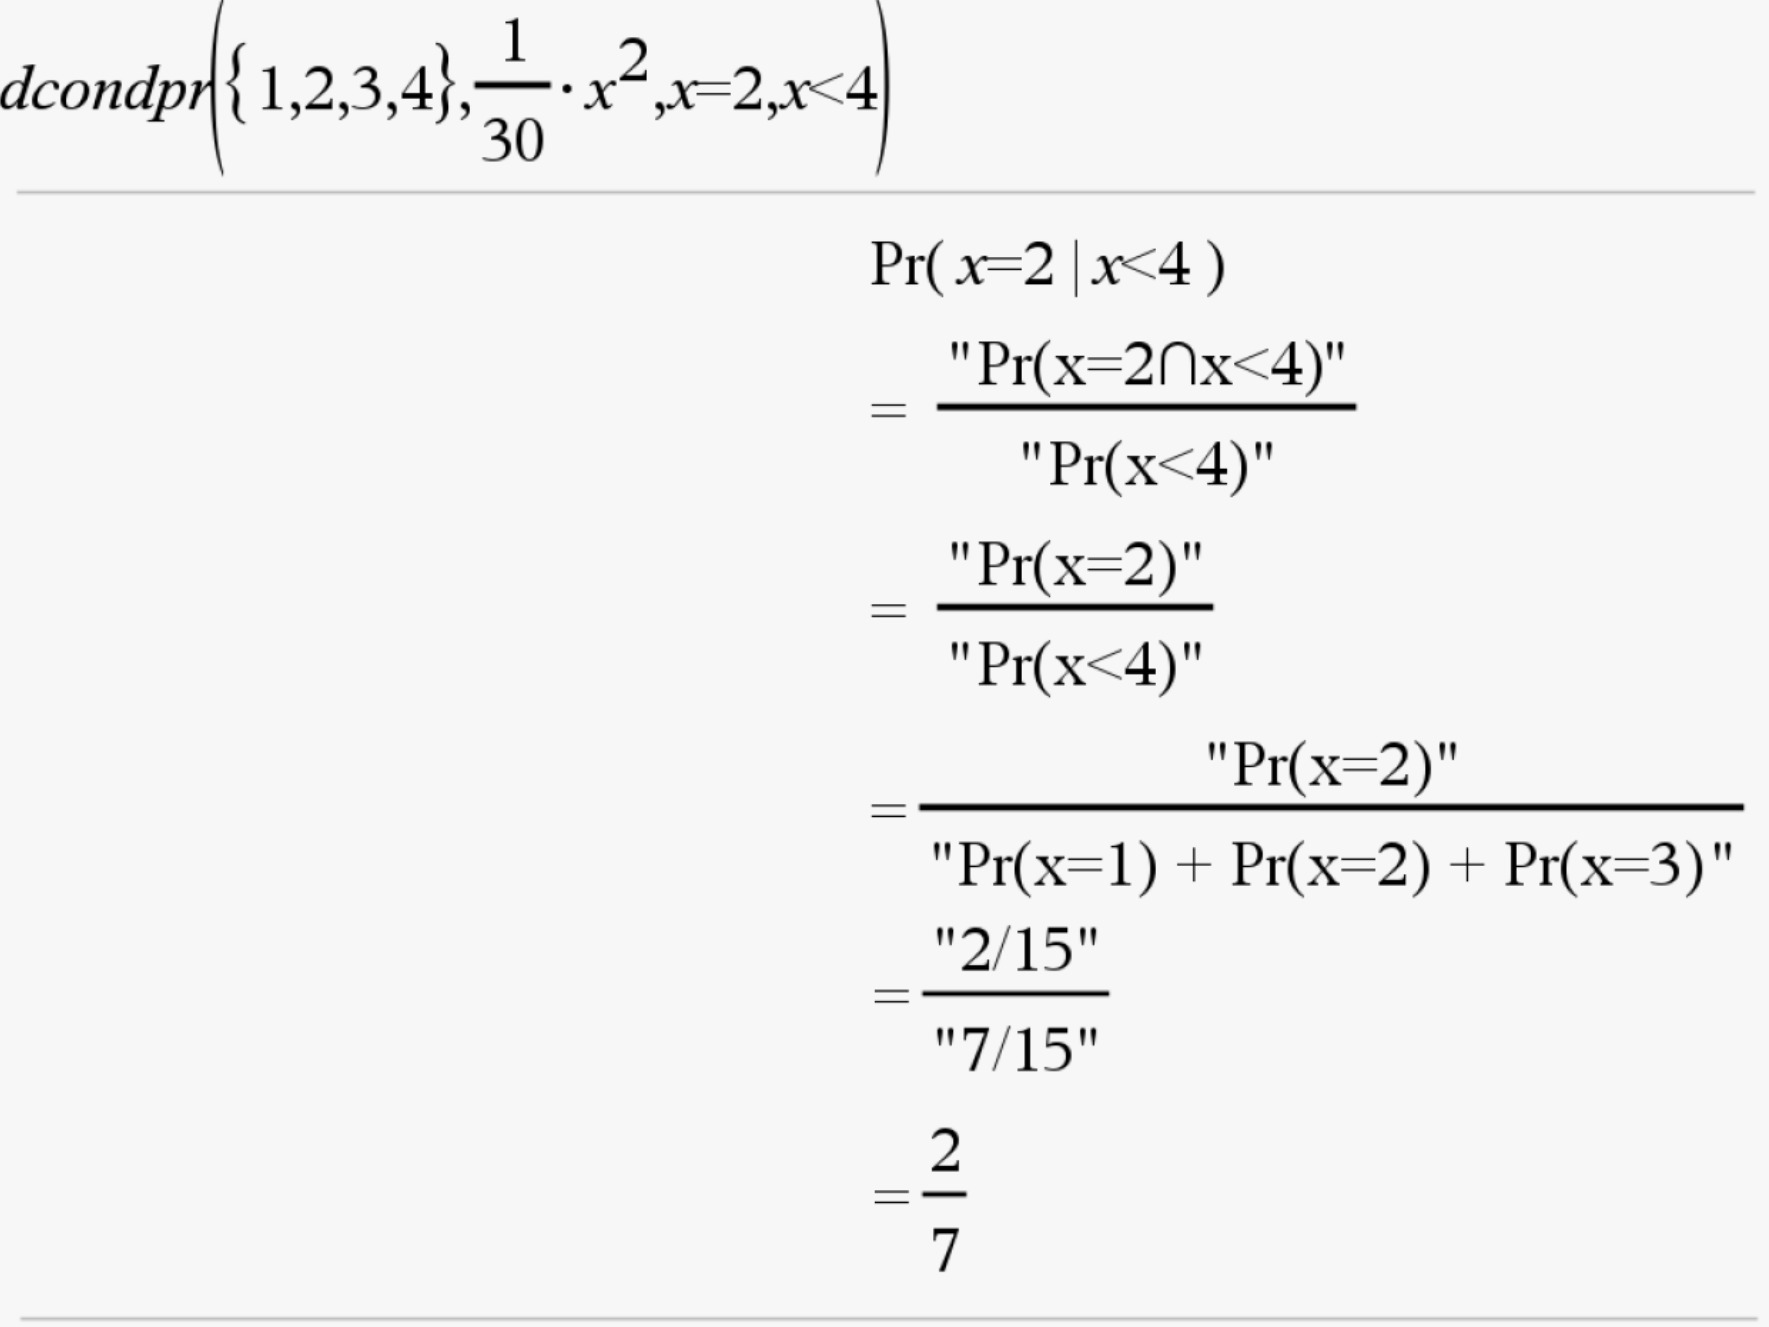 dcondpr({1,2,3,4},1/30·x²,x=2,x<4)
Pr( x=2 | x<4 )
= "Pr(x=2∩x<4)" / "Pr(x<4)"
= "Pr(x=2)" / "Pr(x<4)"
= "Pr(x=2)" / "Pr(x=1) + Pr(x=2) + Pr(x=3)"
= "2/15" / "7/15"
= 2/7